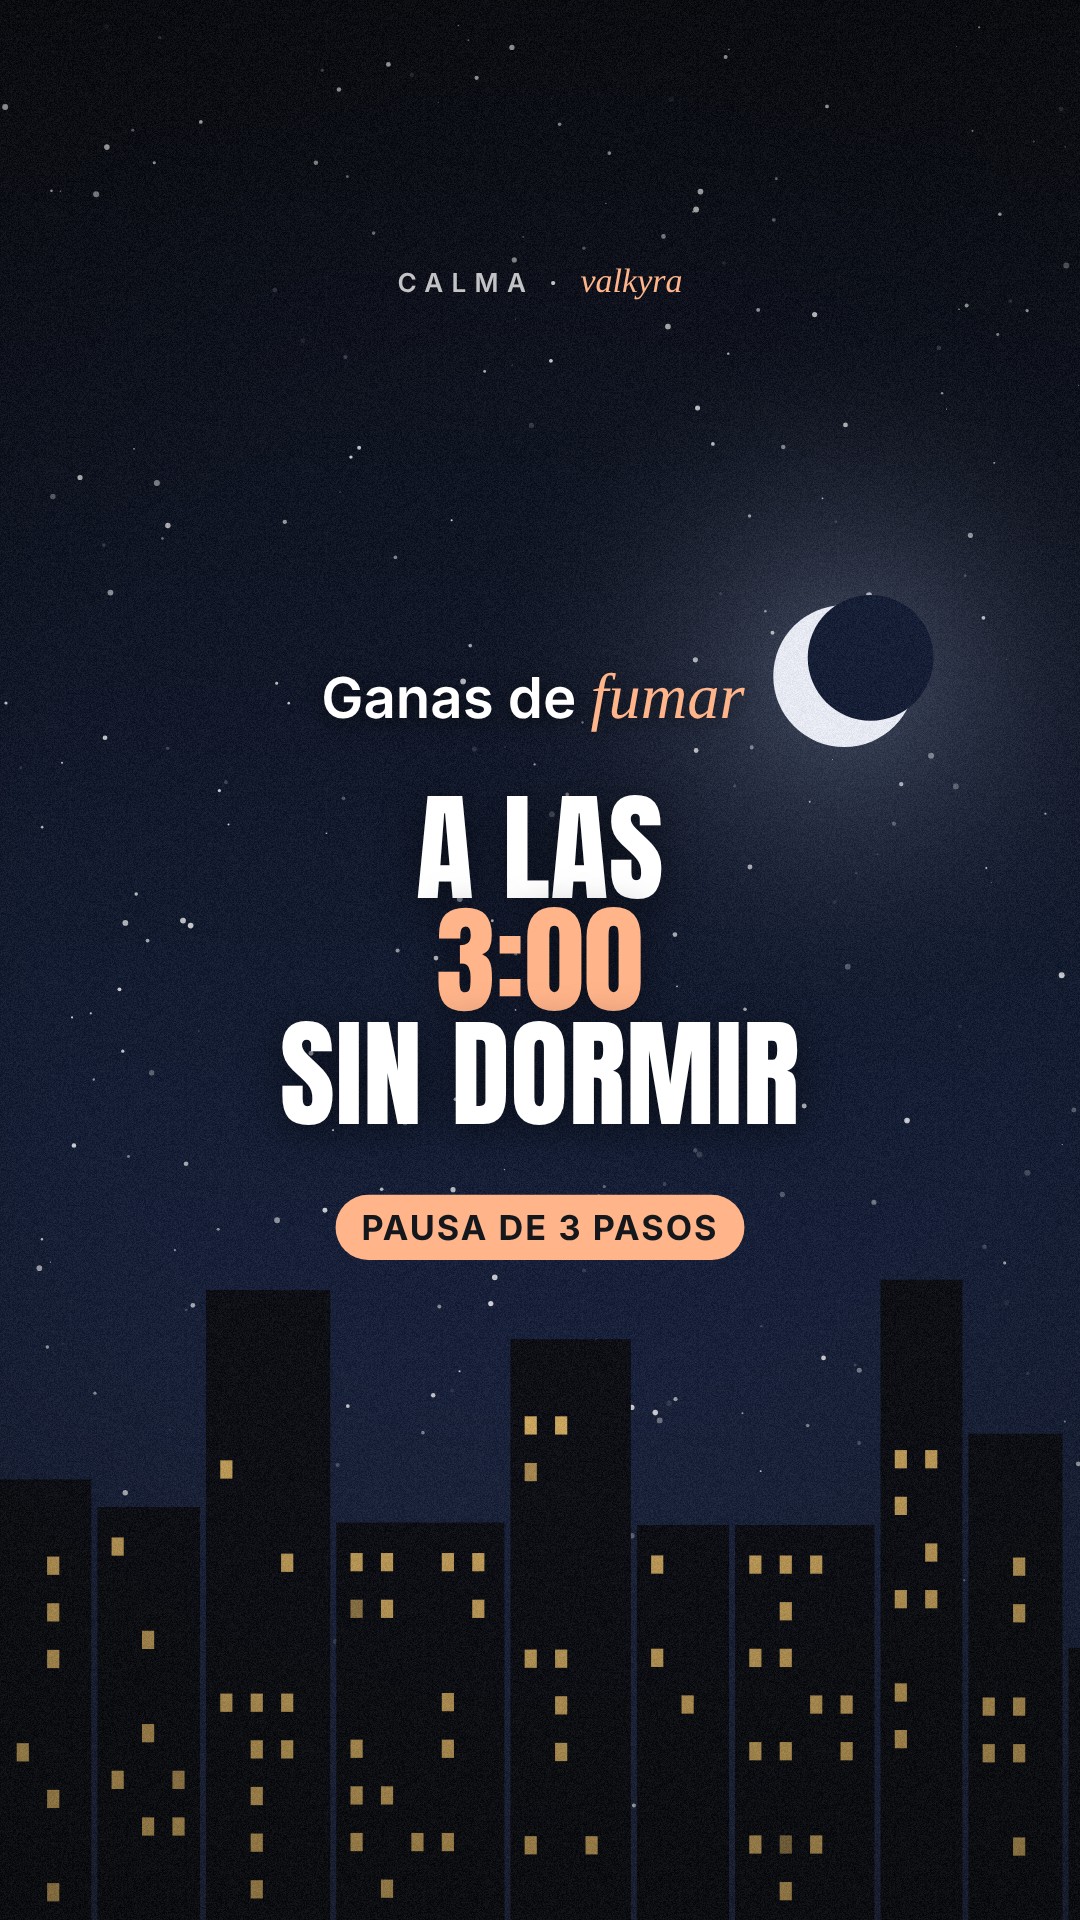 CALMA · valkyra
Ganas de fumar
A LAS
3:00
SIN DORMIR
PAUSA DE 3 PASOS